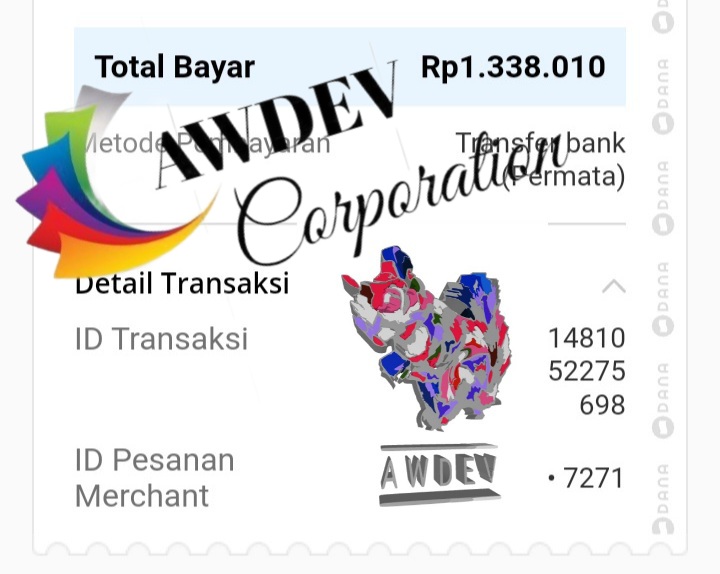 Total Bayar Rp1.338.010
AWDEV
Metode Pembayaran Transfer bank
(Permata)
Corporation
Detail Transaksi
ID Transaksi 14810
52275
698
ID Pesanan
Merchant • 7271
AWDEV
DANA
DANA
DANA
DANA
DANA